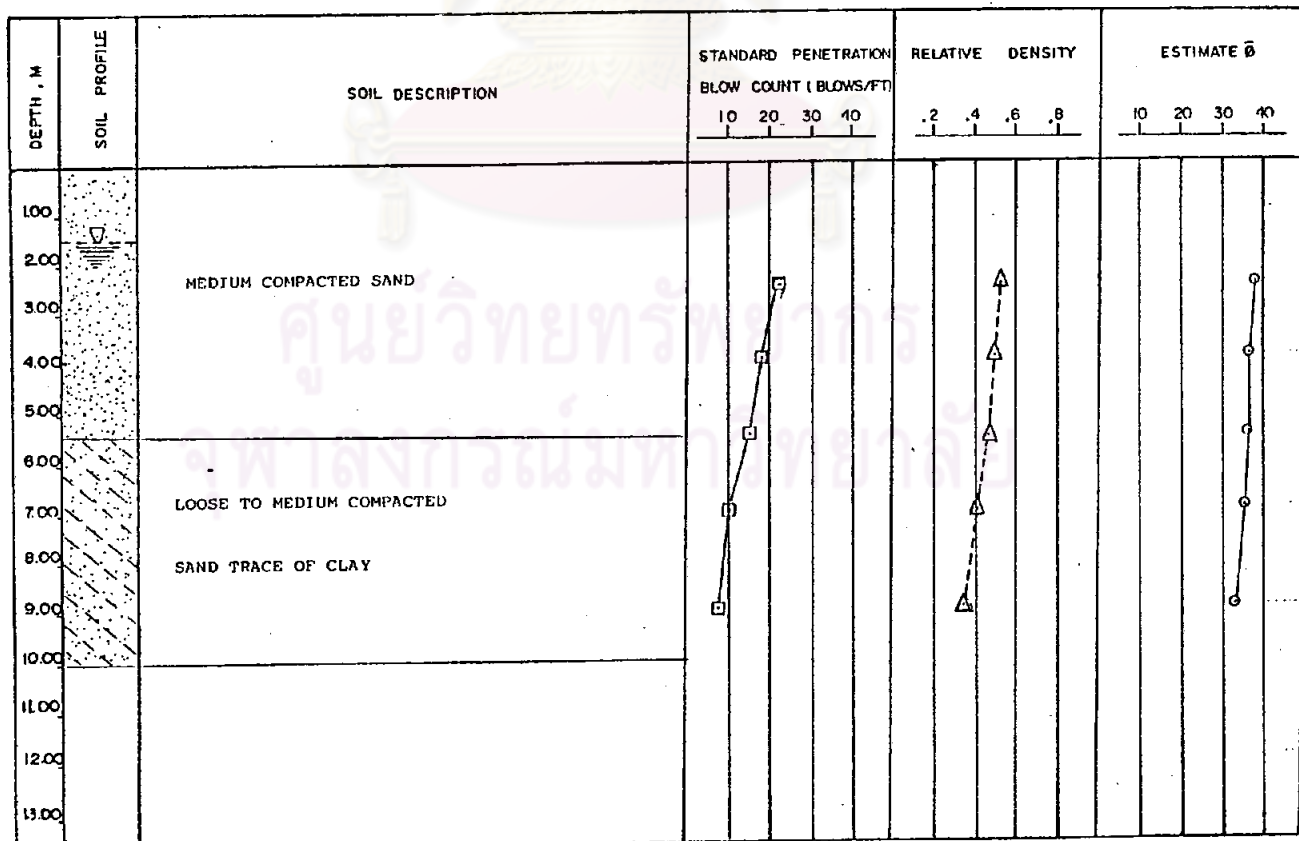 DEPTH, M
SOIL PROFILE
SOIL DESCRIPTION
STANDARD PENETRATION
BLOW COUNT (BLOWS/FT)
10 20 30 40
RELATIVE DENSITY
.2 .4 .6 .8
ESTIMATE ø̄
10 20 30 40
1.00
2.00
MEDIUM COMPACTED SAND
3.00
ศูนย์วิทยทรัพยากร
4.00
5.00
จุฬาลงกรณ์มหาวิทยาลัย
6.00
LOOSE TO MEDIUM COMPACTED
7.00
SAND TRACE OF CLAY
8.00
9.00
10.00
11.00
12.00
13.00